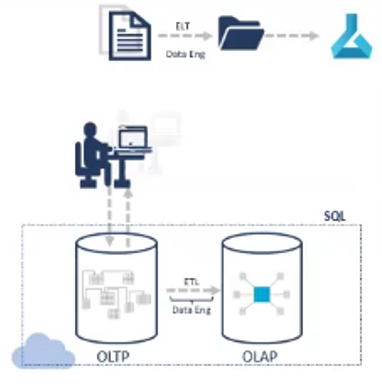 ELT
Data Eng
SQL
ETL
Data Eng
OLTP
OLAP